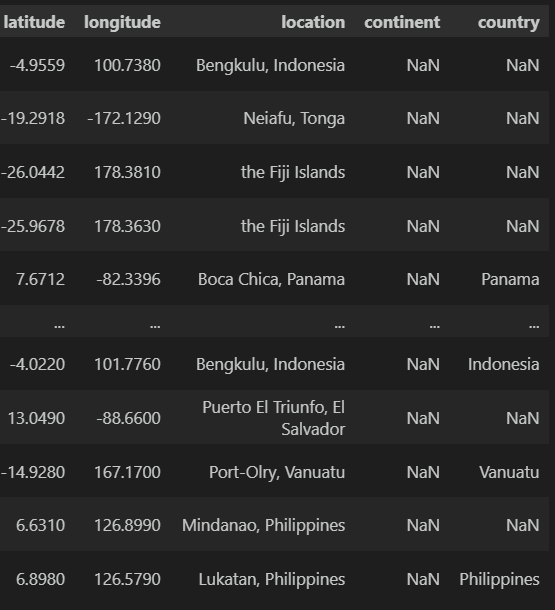 latitude longitude location continent country
-4.9559 100.7380 Bengkulu, Indonesia NaN NaN
-19.2918 -172.1290 Neiafu, Tonga NaN NaN
-26.0442 178.3810 the Fiji Islands NaN NaN
-25.9678 178.3630 the Fiji Islands NaN NaN
7.6712 -82.3396 Boca Chica, Panama NaN Panama
... ... ... ... ...
-4.0220 101.7760 Bengkulu, Indonesia NaN Indonesia
13.0490 -88.6600 Puerto El Triunfo, El Salvador NaN NaN
-14.9280 167.1700 Port-Olry, Vanuatu NaN Vanuatu
6.6310 126.8990 Mindanao, Philippines NaN NaN
6.8980 126.5790 Lukatan, Philippines NaN Philippines